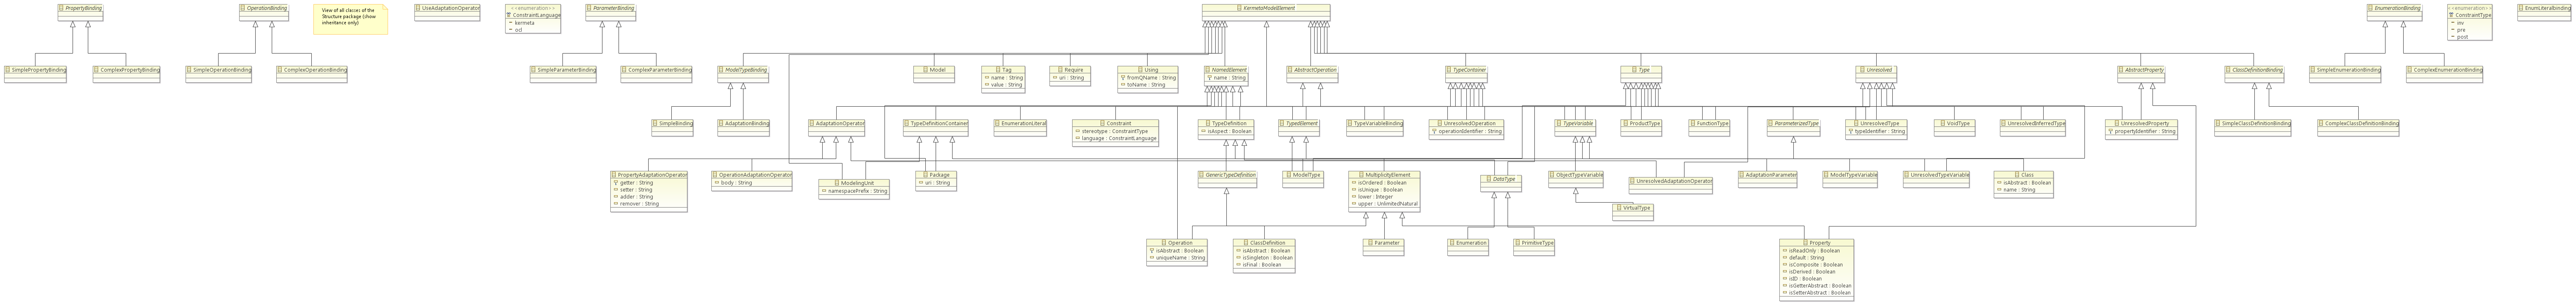 PropertyBinding
OperationBinding
View of all classes of the
Structure package (show
inheritance only)
UseAdaptationOperator
<<enumeration>>
ConstraintLanguage
kermeta
ocl
ParameterBinding
KermetaModelElement
EnumerationBinding
<<enumeration>>
ConstraintType
inv
pre
post
EnumLiteralbinding
SimplePropertyBinding
ComplexPropertyBinding
SimpleOperationBinding
ComplexOperationBinding
SimpleParameterBinding
ComplexParameterBinding
ModelTypeBinding
Model
Tag
name : String
value : String
Require
uri : String
Using
fromQName : String
toName : String
NamedElement
name : String
AbstractOperation
TypeContainer
Type
Unresolved
AbstractProperty
ClassDefinitionBinding
SimpleEnumerationBinding
ComplexEnumerationBinding
SimpleBinding
AdaptationBinding
AdaptationOperator
TypeDefinitionContainer
EnumerationLiteral
Constraint
stereotype : ConstraintType
language : ConstraintLanguage
TypeDefinition
isAspect : Boolean
TypedElement
TypeVariableBinding
UnresolvedOperation
operationIdentifier : String
TypeVariable
ProductType
FunctionType
ParameterizedType
UnresolvedType
typeIdentifier : String
VoidType
UnresolvedInferredType
UnresolvedProperty
propertyIdentifier : String
SimpleClassDefinitionBinding
ComplexClassDefinitionBinding
PropertyAdaptationOperator
getter : String
setter : String
adder : String
remover : String
OperationAdaptationOperator
body : String
ModelingUnit
namespacePrefix : String
Package
uri : String
GenericTypeDefinition
ModelType
MultiplicityElement
isOrdered : Boolean
isUnique : Boolean
lower : Integer
upper : UnlimitedNatural
DataType
ObjectTypeVariable
UnresolvedAdaptationOperator
AdaptationParameter
ModelTypeVariable
UnresolvedTypeVariable
Class
isAbstract : Boolean
name : String
VirtualType
Operation
isAbstract : Boolean
uniqueName : String
ClassDefinition
isAbstract : Boolean
isSingleton : Boolean
isFinal : Boolean
Parameter
Enumeration
PrimitiveType
Property
isReadOnly : Boolean
default : String
isComposite : Boolean
isDerived : Boolean
isID : Boolean
isGetterAbstract : Boolean
isSetterAbstract : Boolean